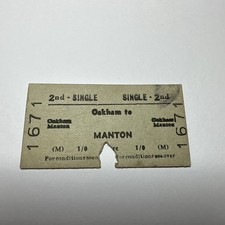 2nd - SINGLE SINGLE - 2nd
Oakham to
Oakham Oakham
Manton Manton
MANTON
(M) 1/0 1/0 (M)
For conditions see over For conditions see over
1671 1671